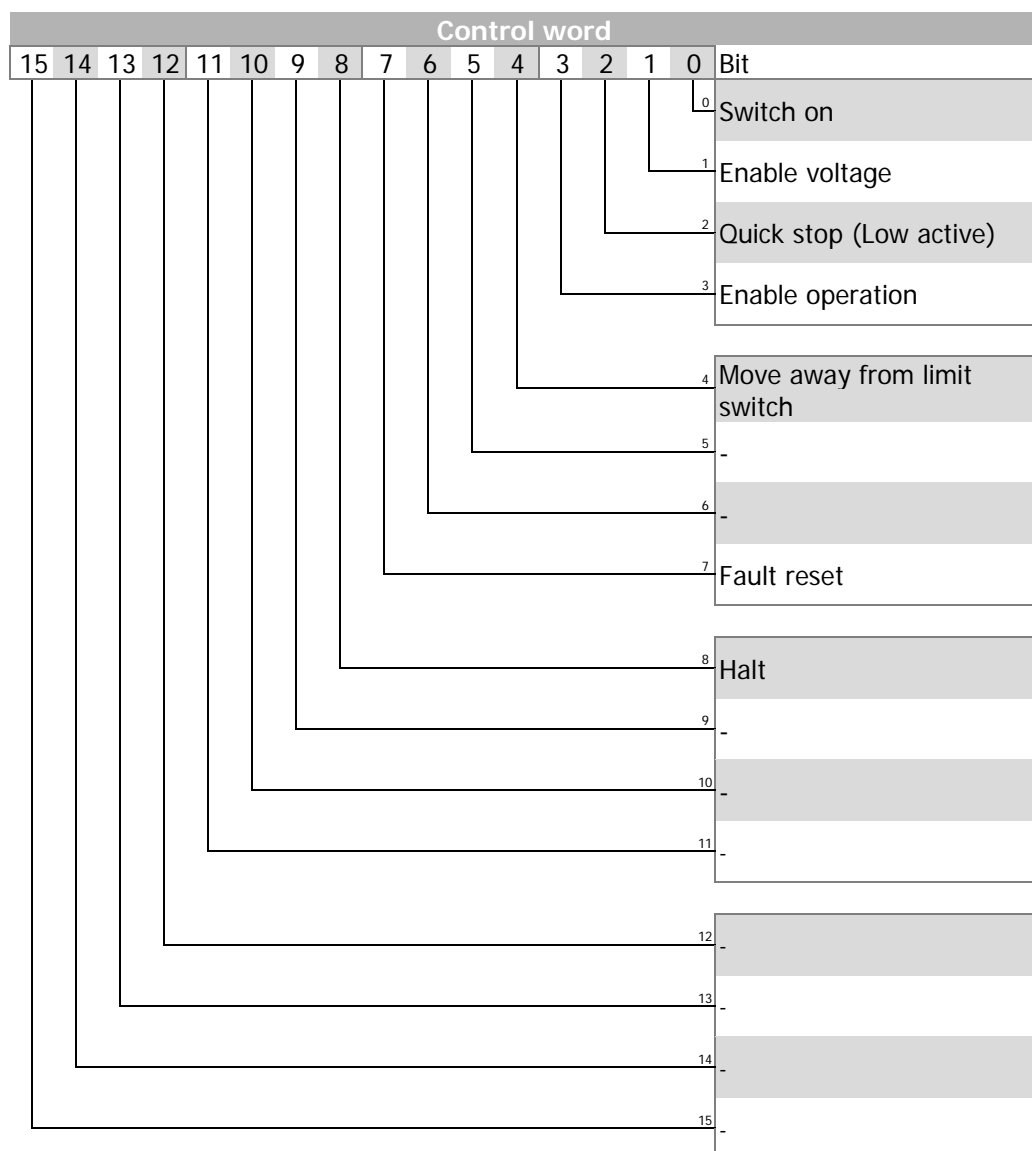 Control word
15 14 13 12 11 10 9 8 7 6 5 4 3 2 1 0 Bit
0 Switch on
1 Enable voltage
2 Quick stop (Low active)
3 Enable operation
4 Move away from limit
switch
5 -
6 -
7 Fault reset
8 Halt
9 -
10 -
11 -
12 -
13 -
14 -
15 -